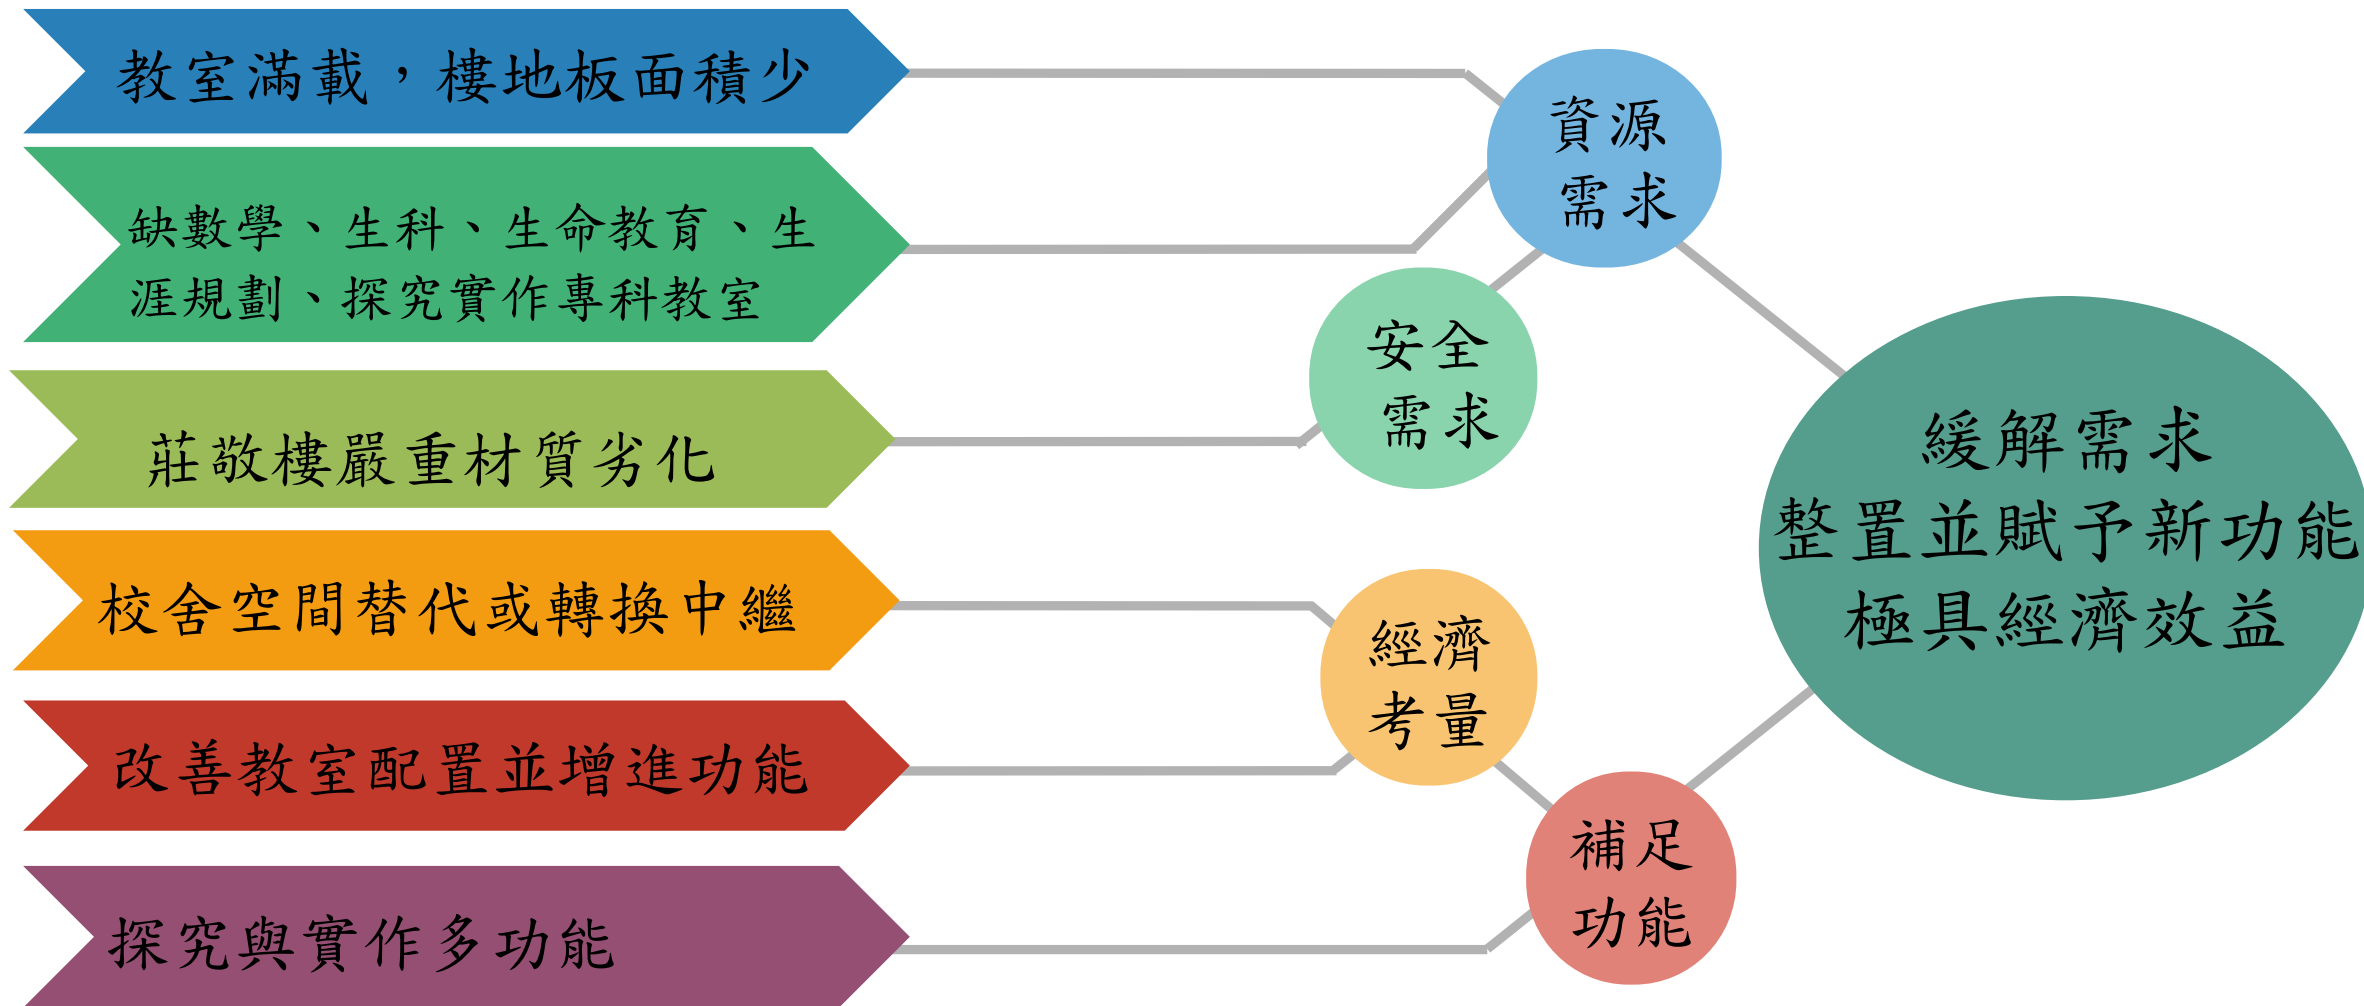 教室滿載，樓地板面積少
缺數學、生科、生命教育、生
涯規劃、探究實作專科教室
莊敬樓嚴重材質劣化
校舍空間替代或轉換中繼
改善教室配置並增進功能
探究與實作多功能
資源
需求
安全
需求
經濟
考量
補足
功能
緩解需求
整置並賦予新功能
極具經濟效益